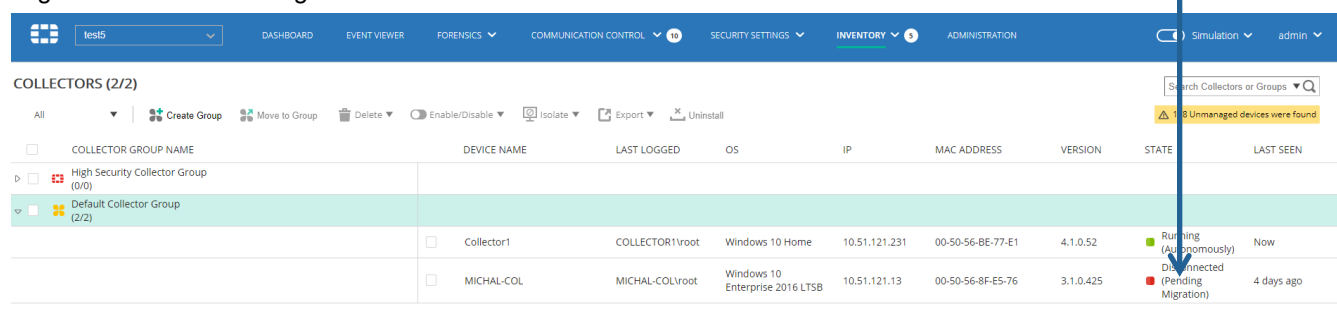 test5
DASHBOARD
EVENT VIEWER
FORENSICS
COMMUNICATION CONTROL 10
SECURITY SETTINGS
INVENTORY 5
ADMINISTRATION
Simulation
admin
COLLECTORS (2/2)
Search Collectors or Groups
All
Create Group
Move to Group
Delete
Enable/Disable
Isolate
Export
Uninstall
Unmanaged devices were found
COLLECTOR GROUP NAME
DEVICE NAME
LAST LOGGED
OS
IP
MAC ADDRESS
VERSION
STATE
LAST SEEN
High Security Collector Group
(0/0)
Default Collector Group
(2/2)
Collector1
COLLECTOR1\root
Windows 10 Home
10.51.121.231
00-50-56-BE-77-E1
4.1.0.52
Running
(Autonomously)
Now
MICHAL-COL
MICHAL-COL\root
Windows 10
Enterprise 2016 LTSB
10.51.121.13
00-50-56-8F-E5-76
3.1.0.425
Disconnected
(Pending
Migration)
4 days ago